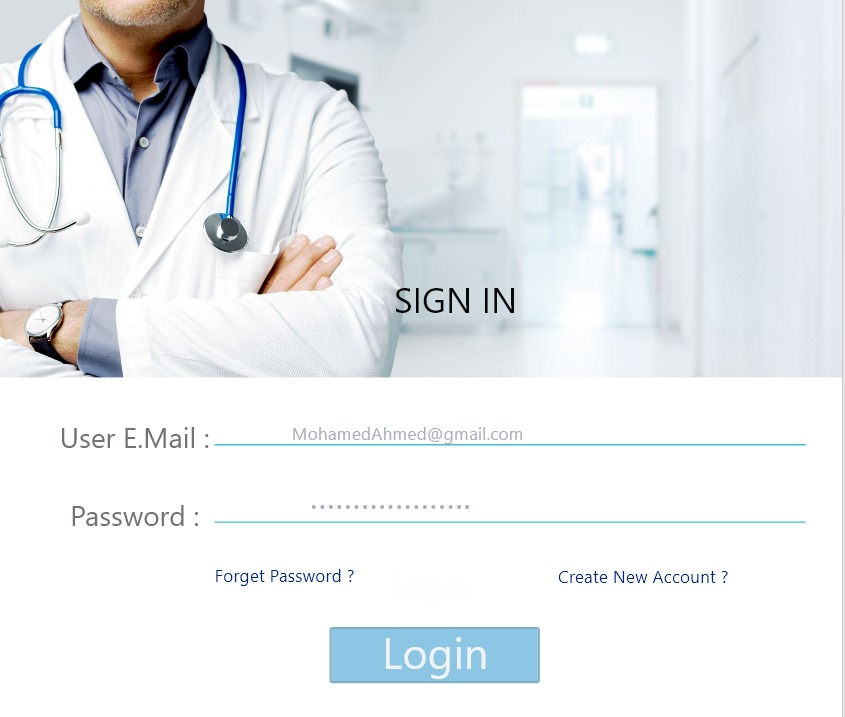 SIGN IN
User E.Mail : MohamedAhmed@gmail.com
Password : •••••••••••••••••••
Forget Password ? Create New Account ?
Login
Login